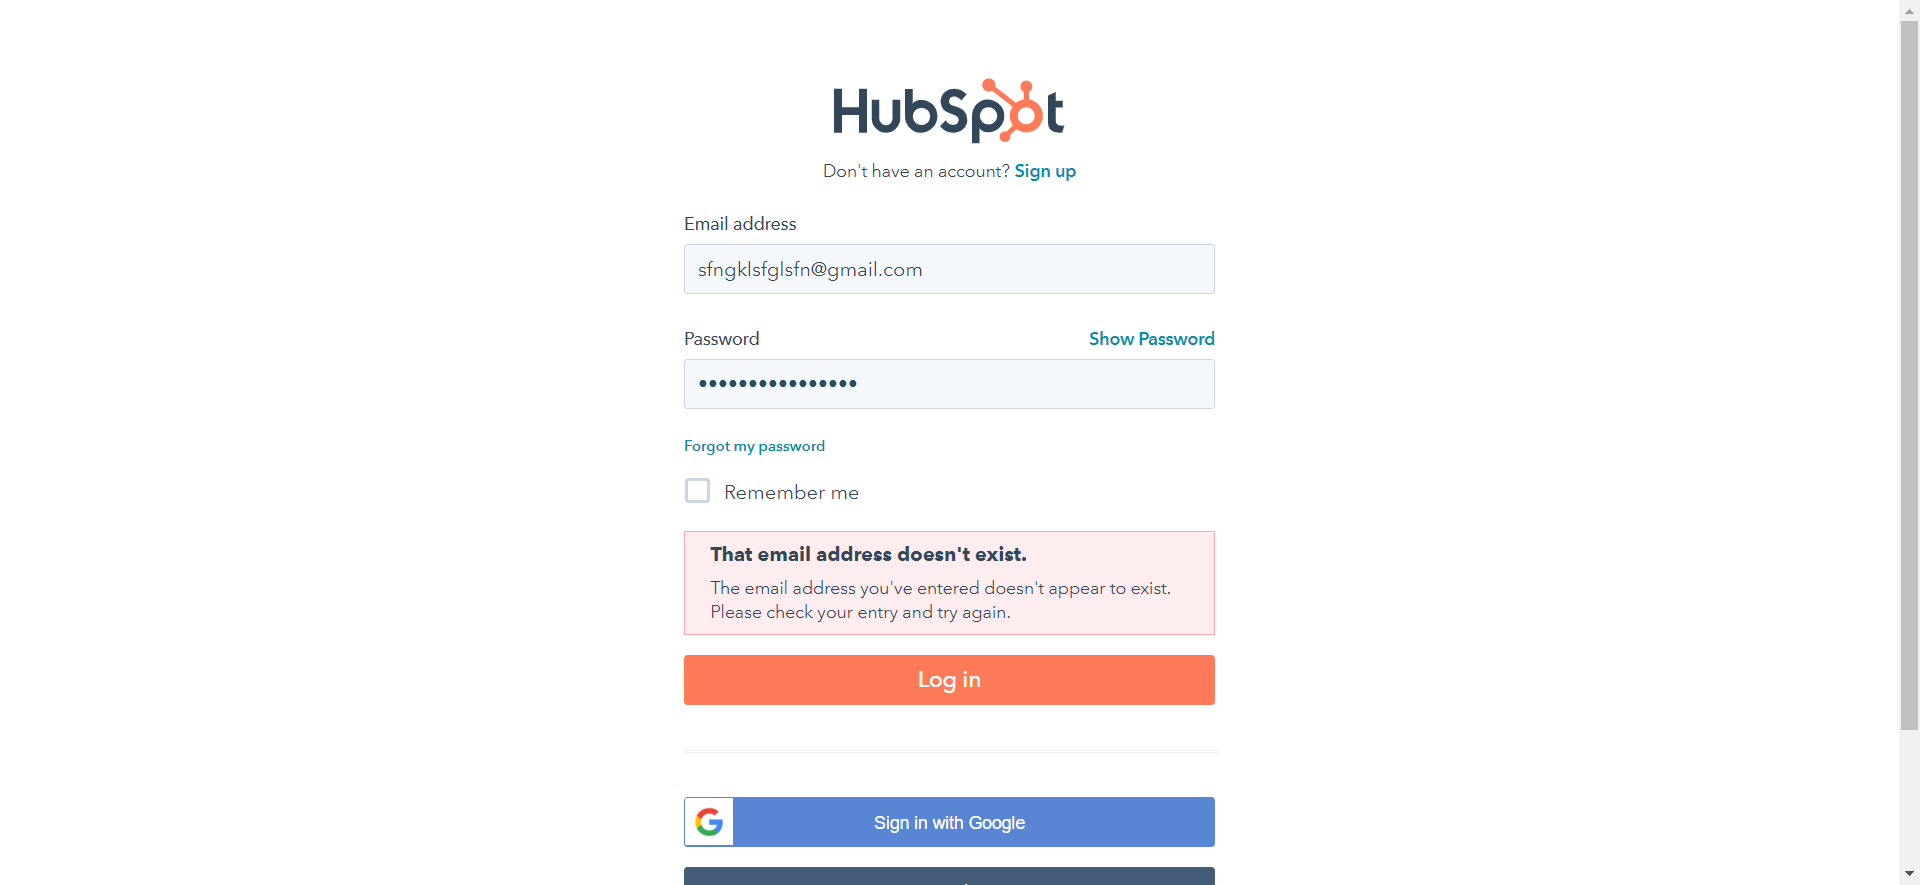 HubSpot
Don't have an account? Sign up
Email address
sfngklsfglsfn@gmail.com
Password Show Password
••••••••••••••••
Forgot my password
Remember me
That email address doesn't exist.
The email address you've entered doesn't appear to exist.
Please check your entry and try again.
Log in
Sign in with Google